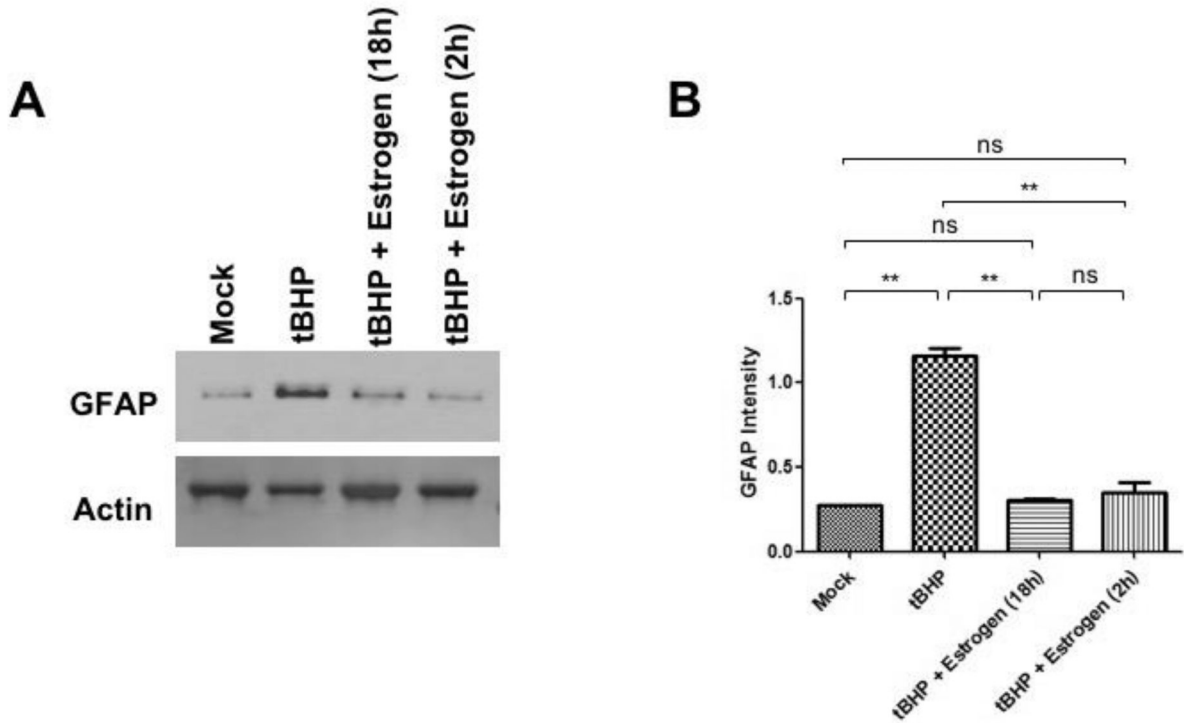 A
Mock
tBHP
tBHP + Estrogen (18h)
tBHP + Estrogen (2h)
GFAP
Actin
B
ns
**
ns
**
**
ns
1.5
1.0
0.5
0.0
GFAP Intensity
Mock
tBHP
tBHP + Estrogen (18h)
tBHP + Estrogen (2h)